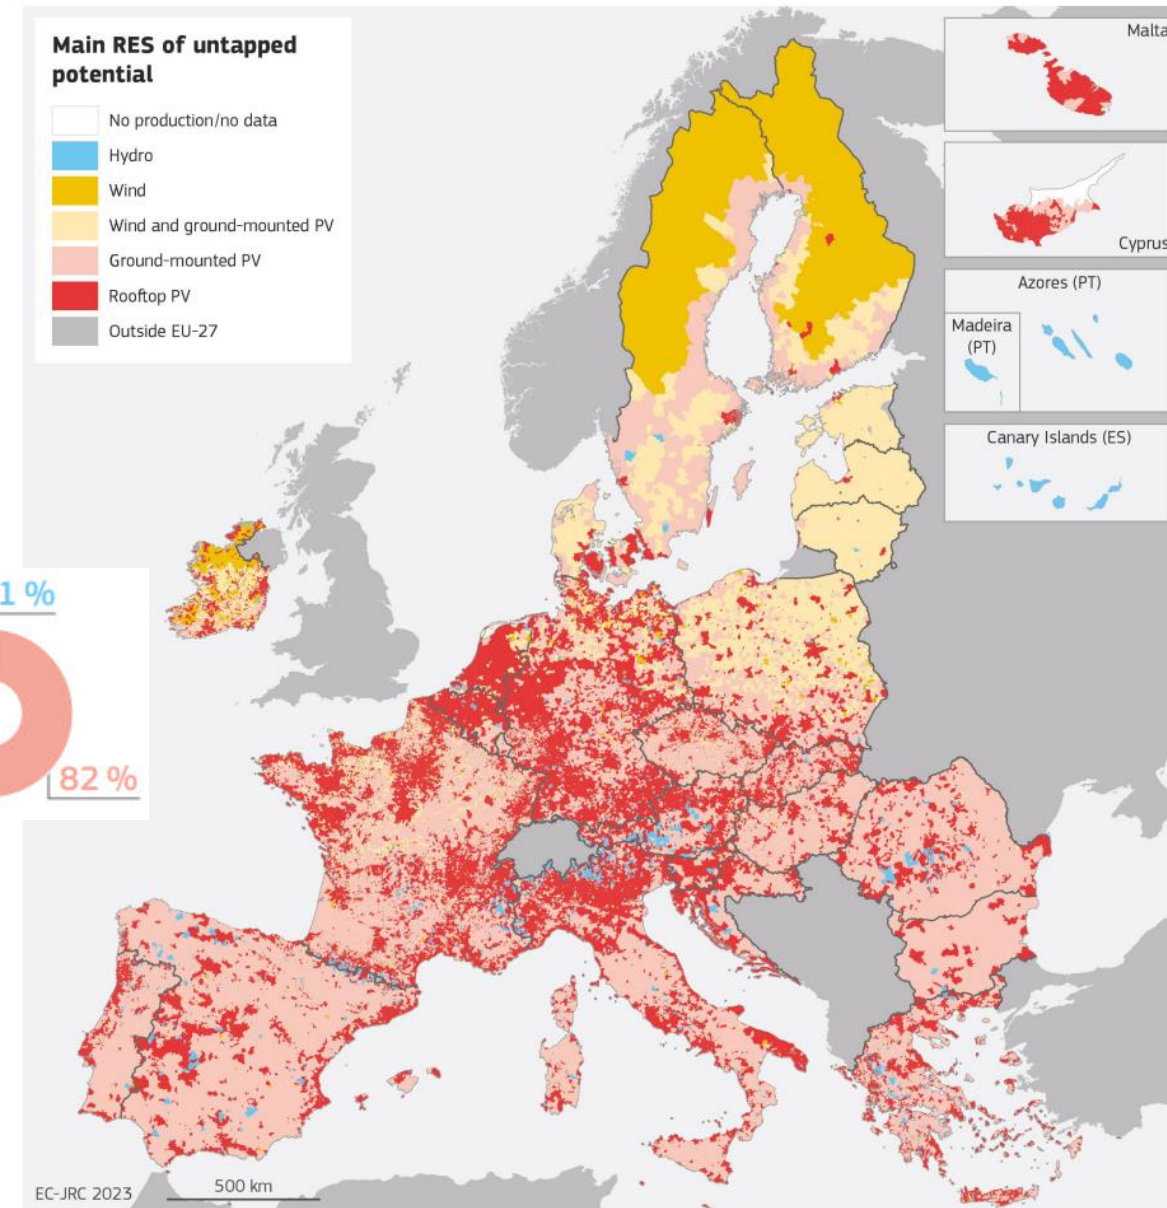 Main RES of untapped
potential
No production/no data
Hydro
Wind
Wind and ground-mounted PV
Ground-mounted PV
Rooftop PV
Outside EU-27
Malta
Cyprus
Azores (PT)
Madeira
(PT)
Canary Islands (ES)
1 %
82 %
EC-JRC 2023
500 km